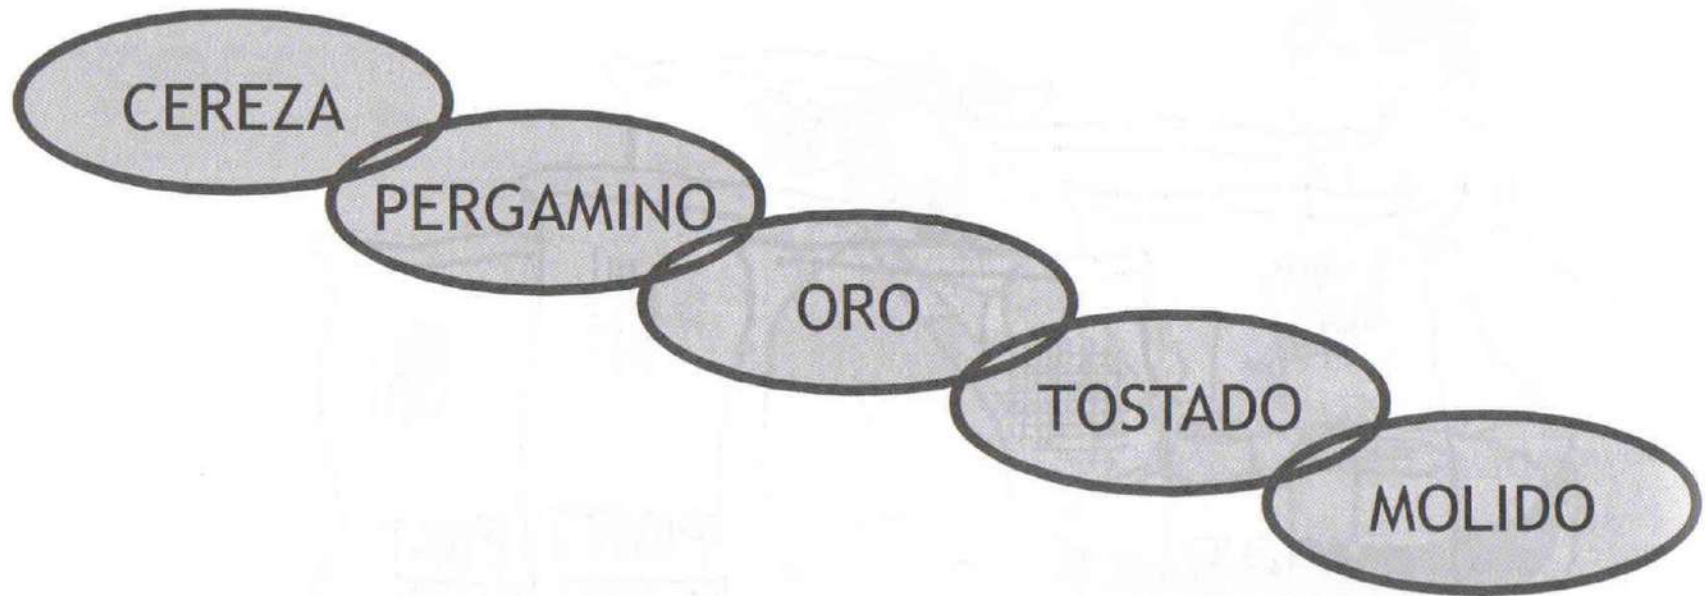 CEREZA
PERGAMINO
ORO
TOSTADO
MOLIDO